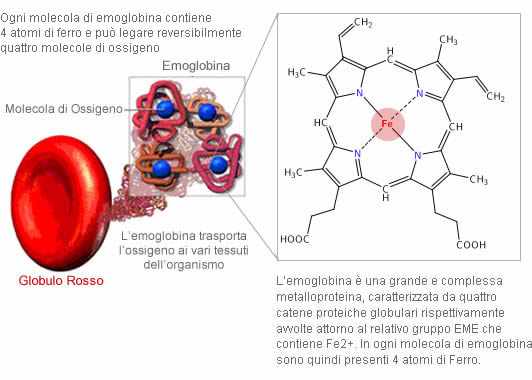 Ogni molecola di emoglobina contiene
4 atomi di ferro e può legare reversibilmente
quattro molecole di ossigeno
Emoglobina
Molecola di Ossigeno
L'emoglobina trasporta
l'ossigeno ai vari tessuti
dell'organismo
Globulo Rosso
CH₂
CH₃
H
C
H₃C
CH₂
N
N
Fe
HC
CH
N
N
H₃C
CH₃
C
H
HOOC
COOH
L'emoglobina è una grande e complessa
metalloproteina, caratterizzata da quattro
catene proteiche globulari rispettivamente
avvolte attorno al relativo gruppo EME che
contiene Fe2+. In ogni molecola di emoglobina
sono quindi presenti 4 atomi di Ferro.